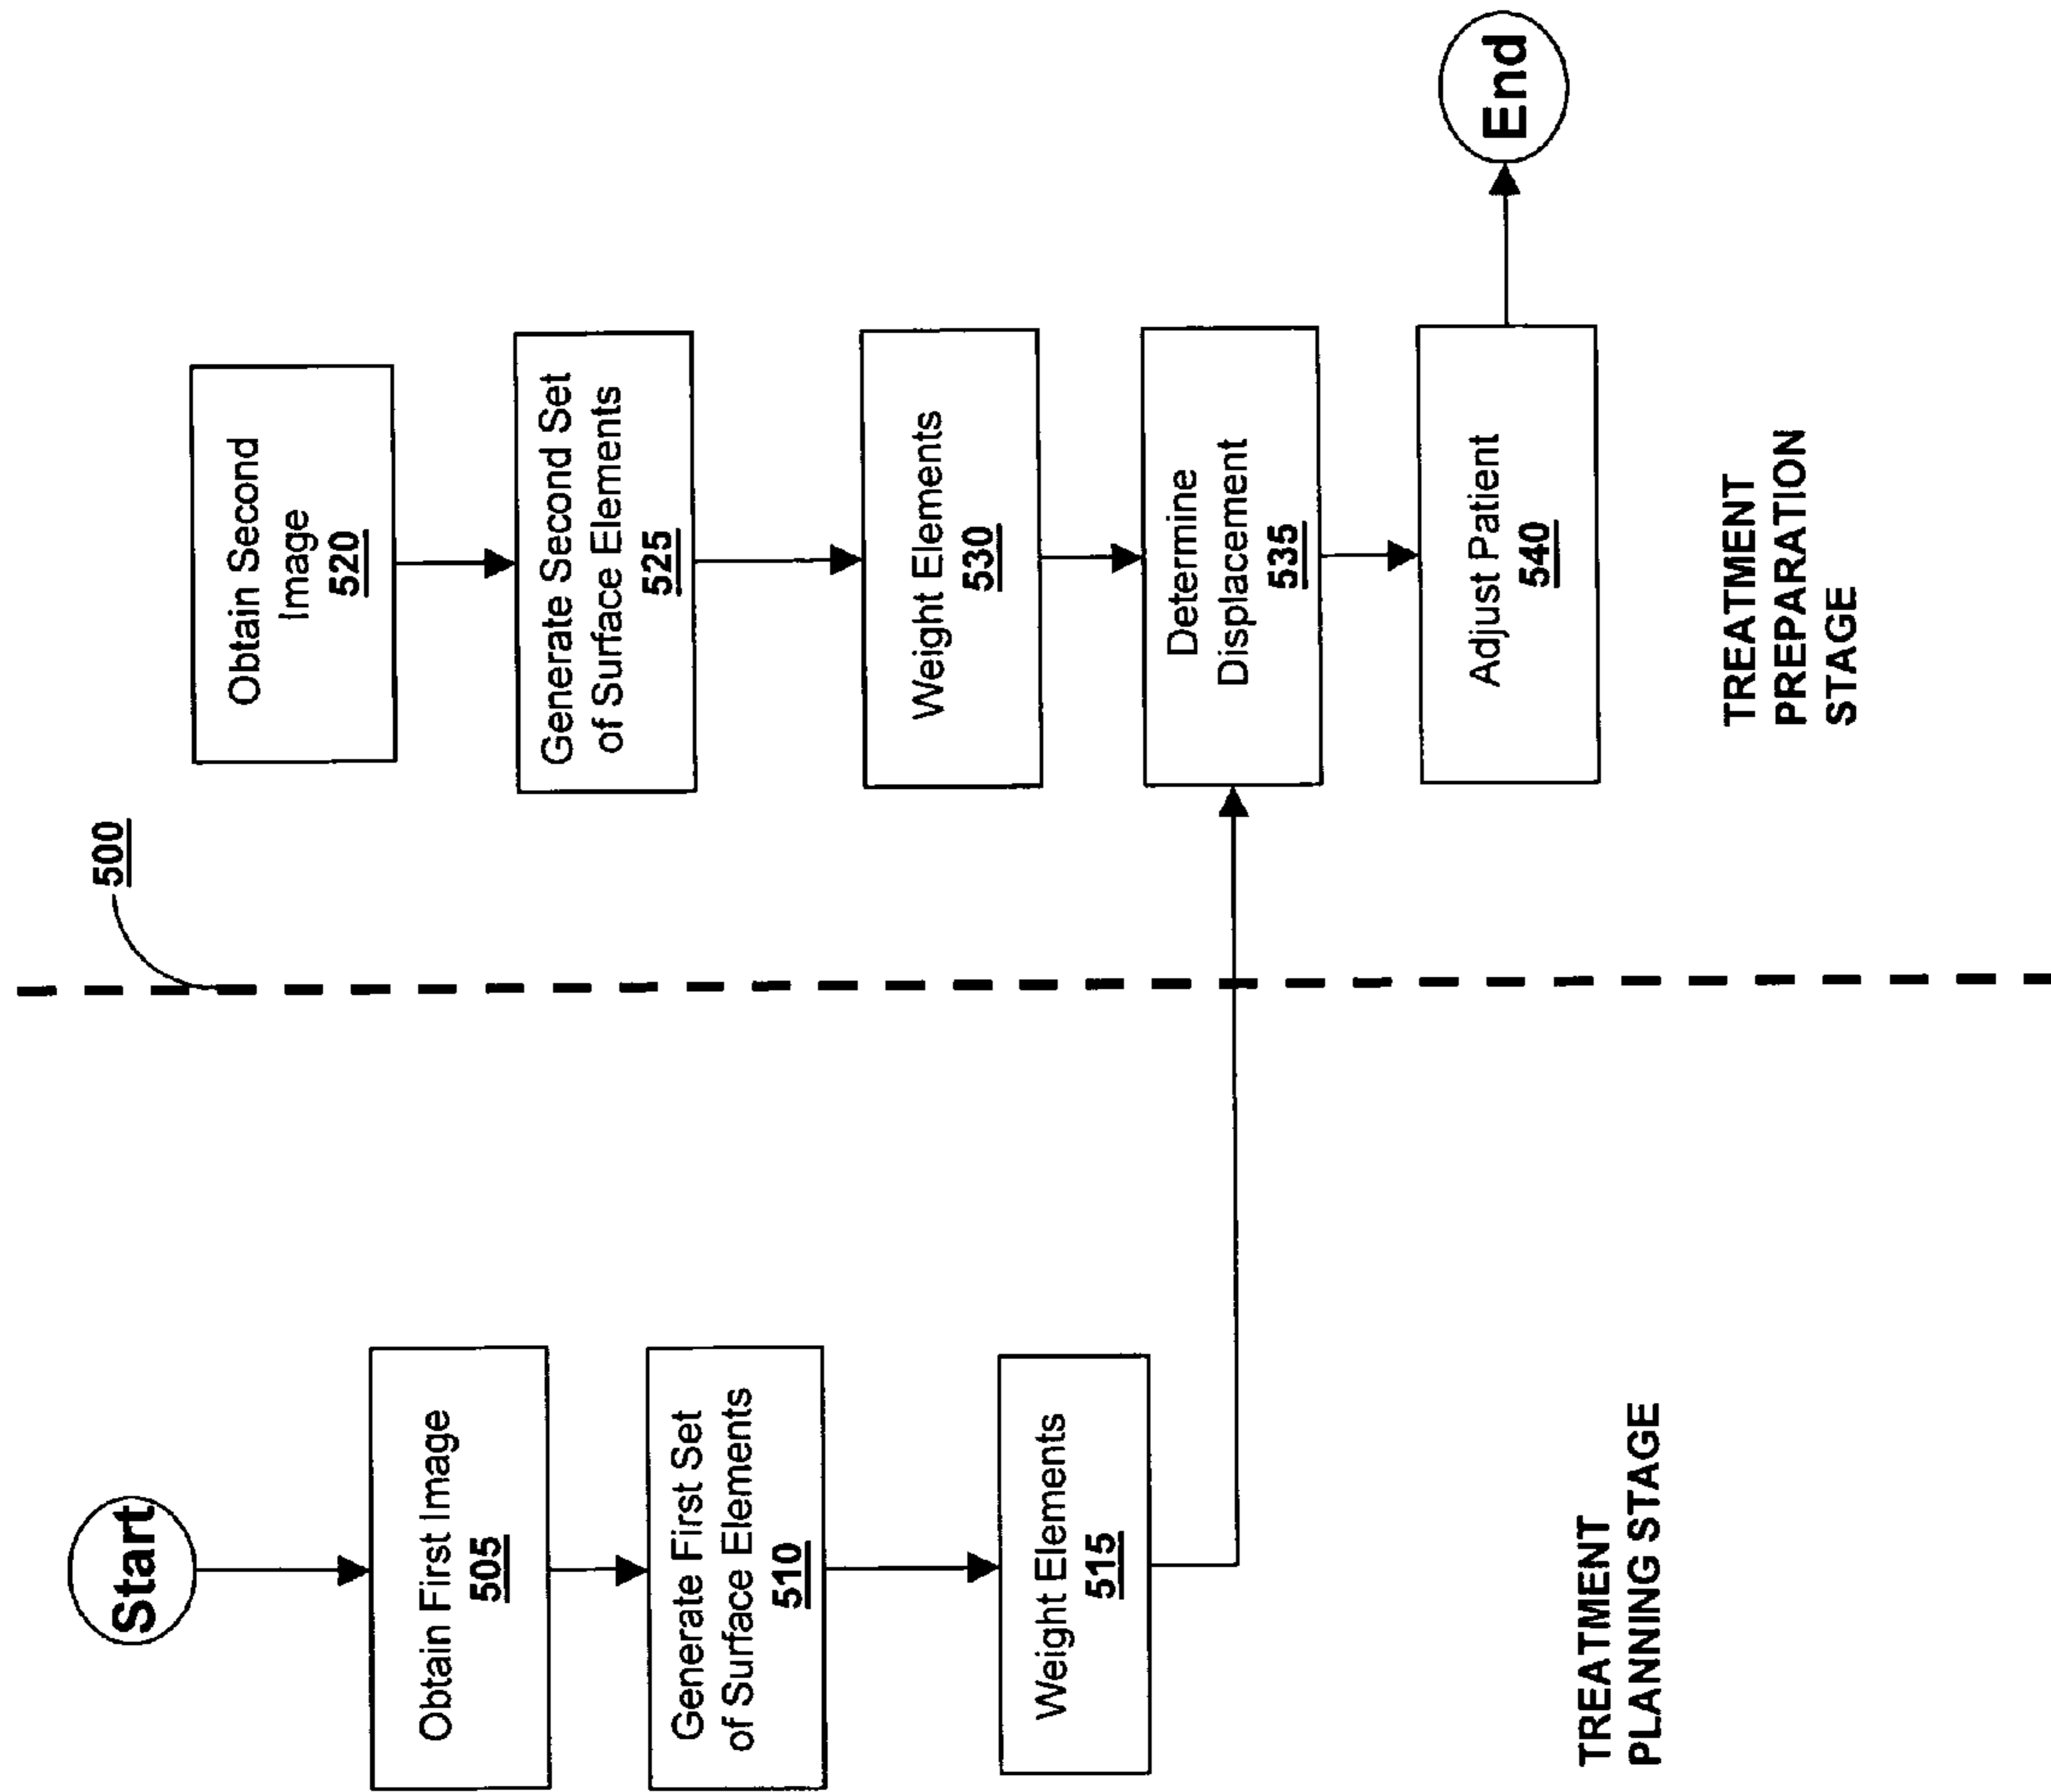 Start
Obtain First Image
505
Generate First Set
of Surface Elements
510
Weight Elements
515
TREATMENT
PLANNING STAGE
500
Obtain Second
Image
520
Generate Second Set
of Surface Elements
525
Weight Elements
530
Determine
Displacement
535
Adjust Patient
540
End
TREATMENT
PREPARATION
STAGE